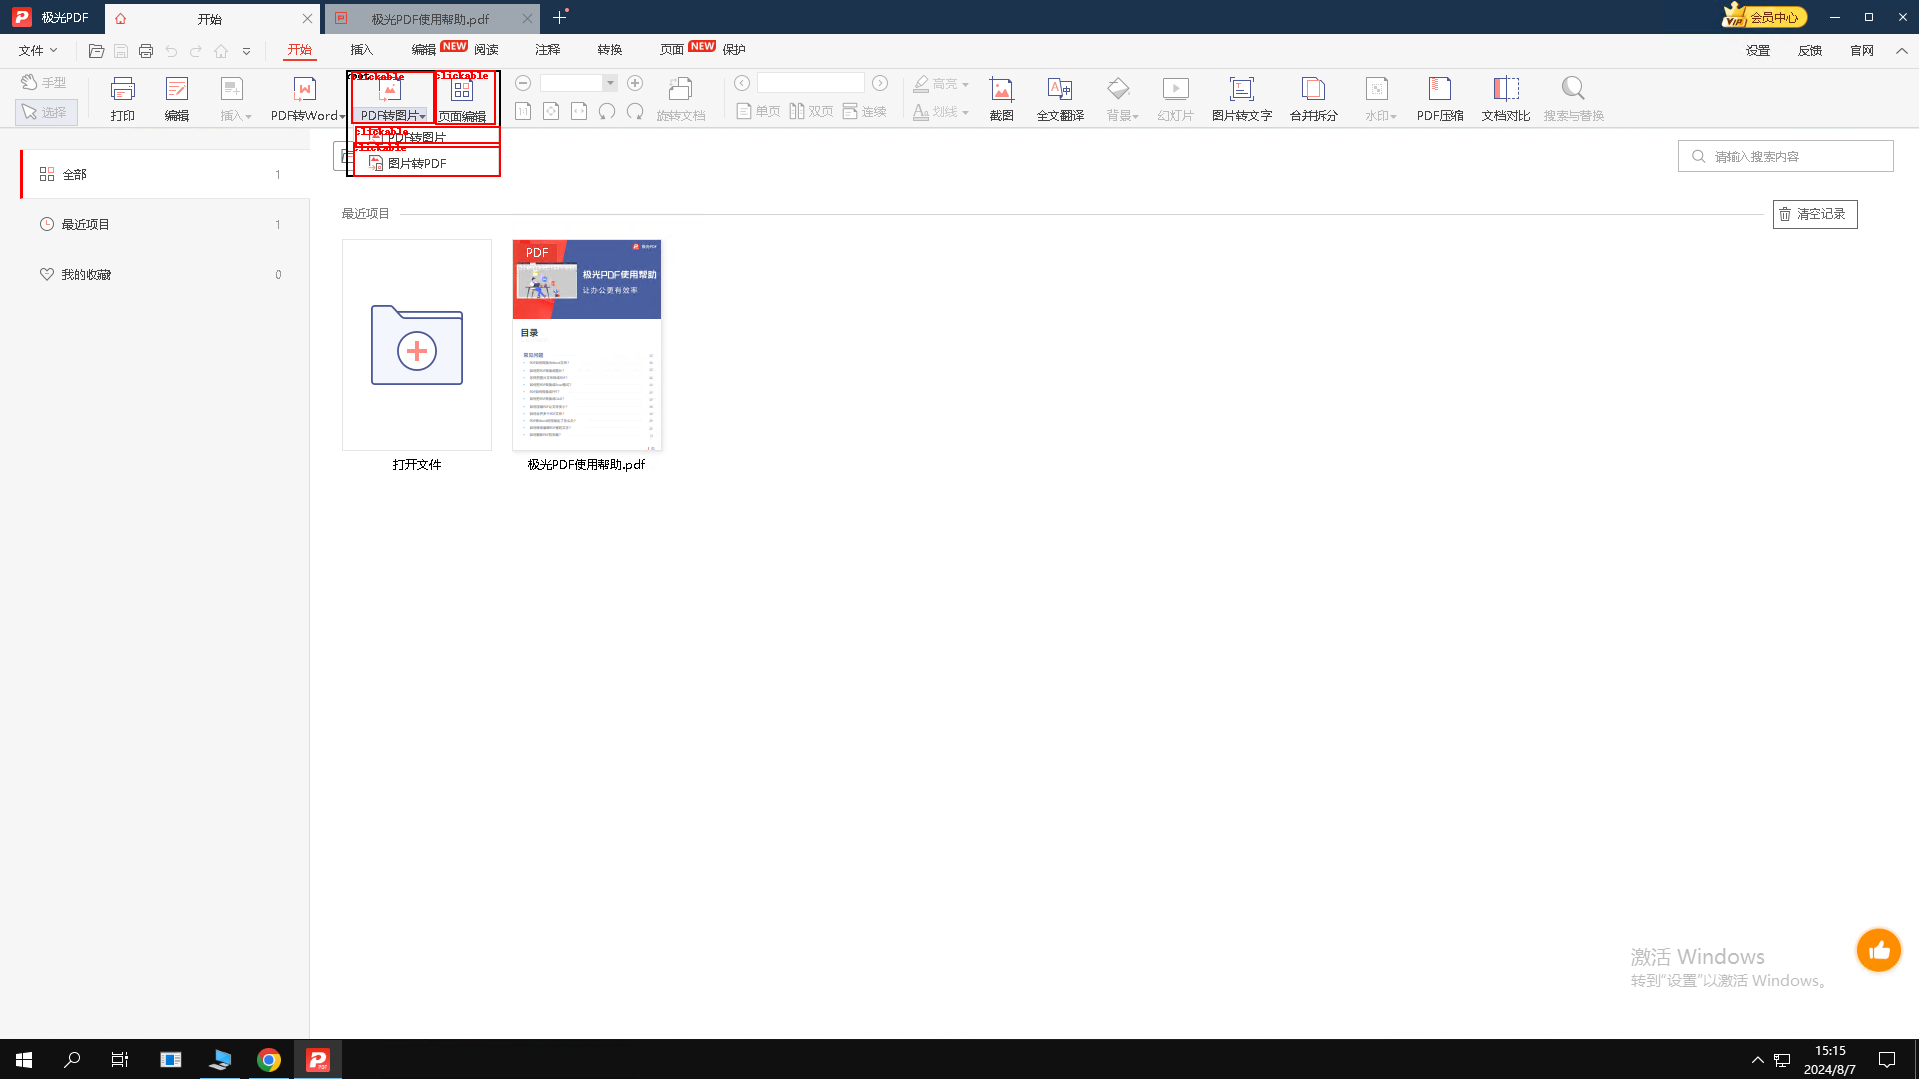 极光PDF
开始
极光PDF使用帮助.pdf
VIP 会员中心
文件
开始
插入
编辑 NEW
阅读
注释
转换
页面 NEW
保护
设置
反馈
官网
手型
选择
打印
编辑
插入
PDF转Word
clickable
PDF转图片
clickable
页面编辑
1:1
旋转文档
单页
双页
连续
高亮
划线
截图
全文翻译
背景
幻灯片
图片转文字
合并拆分
水印
PDF压缩
文档对比
搜索与替换
clickable
PDF转图片
clickable
图片转PDF
请输入搜索内容
全部 1
最近项目 1
我的收藏 0
最近项目
清空记录
PDF
极光PDF
极光PDF使用帮助
让办公更有效率
目录
常见问题
打开文件
极光PDF使用帮助.pdf
激活 Windows
转到“设置”以激活 Windows。
15:15
2024/8/7